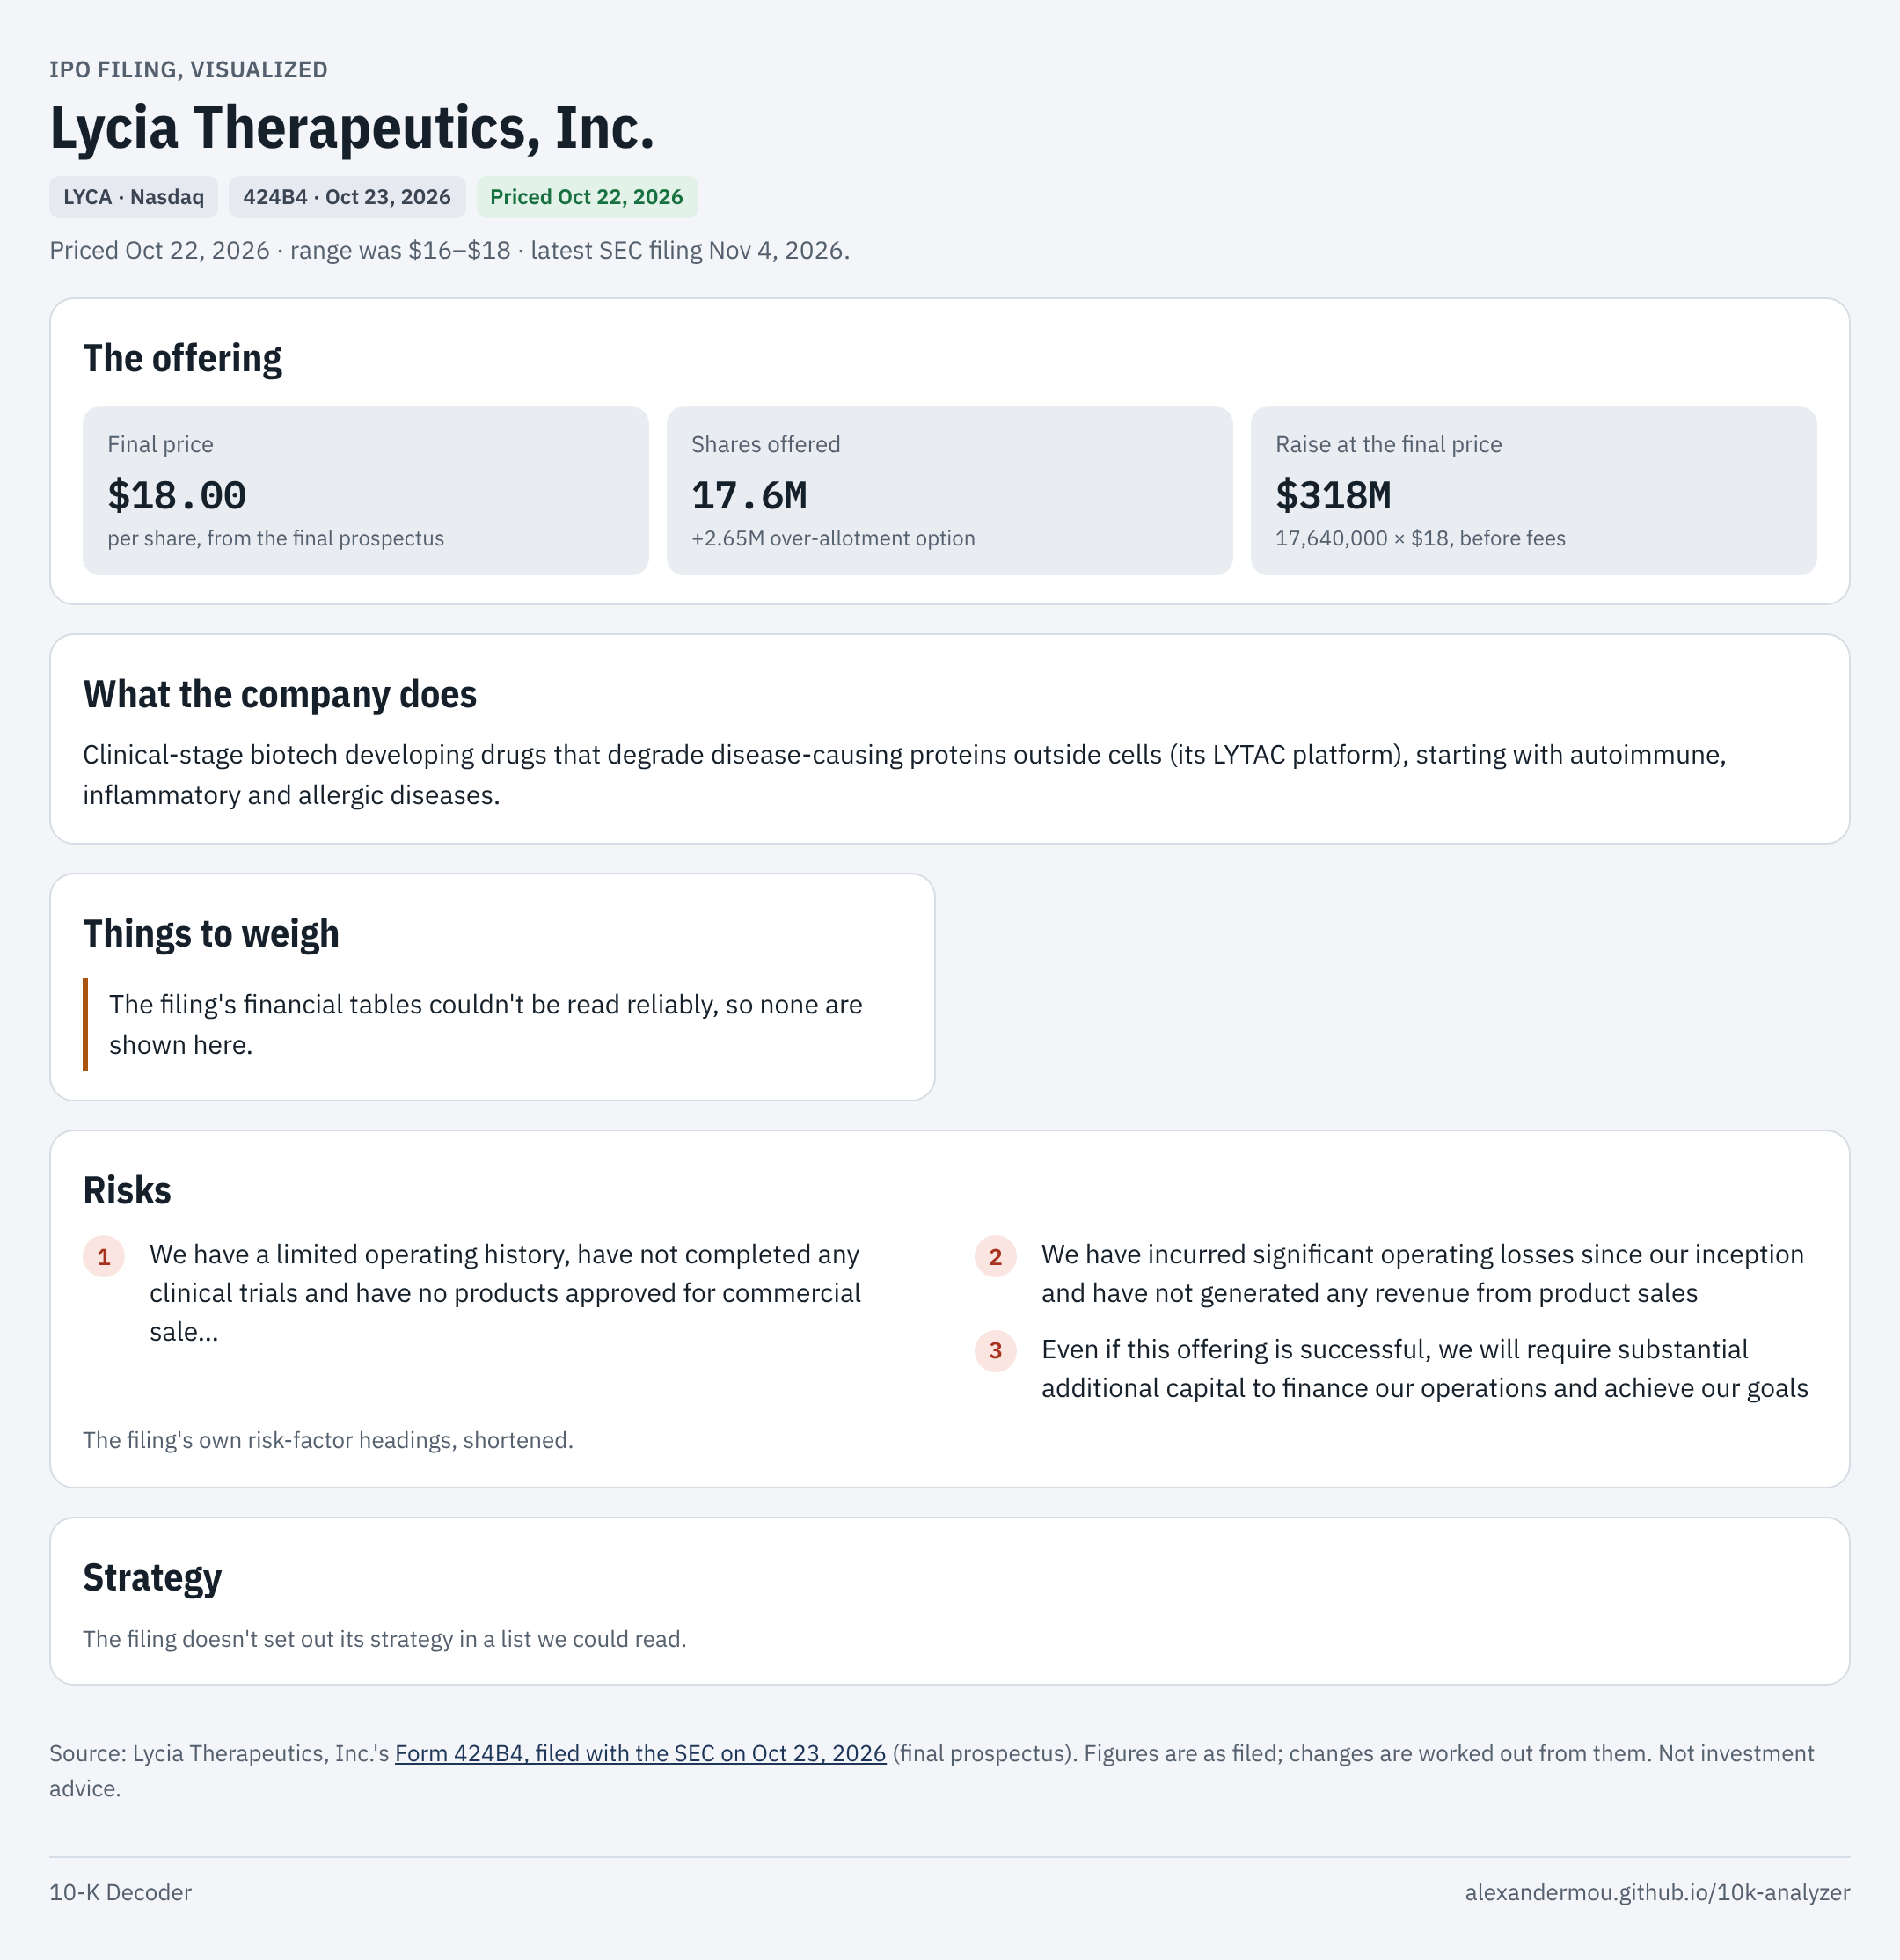 IPO FILING, VISUALIZED
Lycia Therapeutics, Inc.
LYCA · Nasdaq
424B4 · Oct 23, 2026
Priced Oct 22, 2026
Priced Oct 22, 2026 · range was $16–$18 · latest SEC filing Nov 4, 2026.
The offering
Final price
$18.00
per share, from the final prospectus
Shares offered
17.6M
+2.65M over-allotment option
Raise at the final price
$318M
17,640,000 × $18, before fees
What the company does
Clinical-stage biotech developing drugs that degrade disease-causing proteins outside cells (its LYTAC platform), starting with autoimmune,
inflammatory and allergic diseases.
Things to weigh
The filing's financial tables couldn't be read reliably, so none are
shown here.
Risks
1
We have a limited operating history, have not completed any
clinical trials and have no products approved for commercial
sale…
2
We have incurred significant operating losses since our inception
and have not generated any revenue from product sales
3
Even if this offering is successful, we will require substantial
additional capital to finance our operations and achieve our goals
The filing's own risk-factor headings, shortened.
Strategy
The filing doesn't set out its strategy in a list we could read.
Source: Lycia Therapeutics, Inc.'s Form 424B4, filed with the SEC on Oct 23, 2026 (final prospectus). Figures are as filed; changes are worked out from them. Not investment
advice.
10-K Decoder
alexandermou.github.io/10k-analyzer